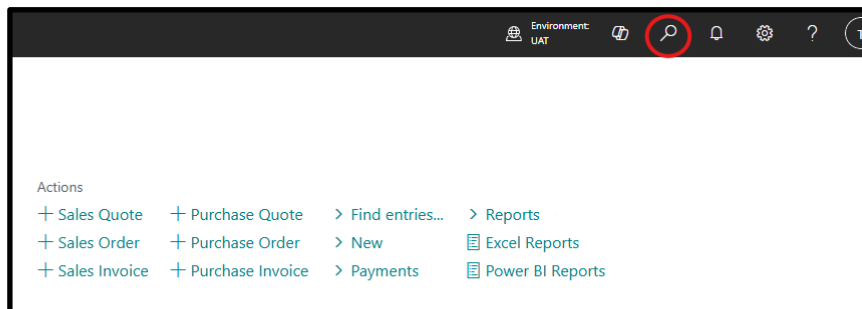 Environment:
UAT
?
T
Actions
+ Sales Quote + Purchase Quote > Find entries... > Reports
+ Sales Order + Purchase Order > New Excel Reports
+ Sales Invoice + Purchase Invoice > Payments Power BI Reports